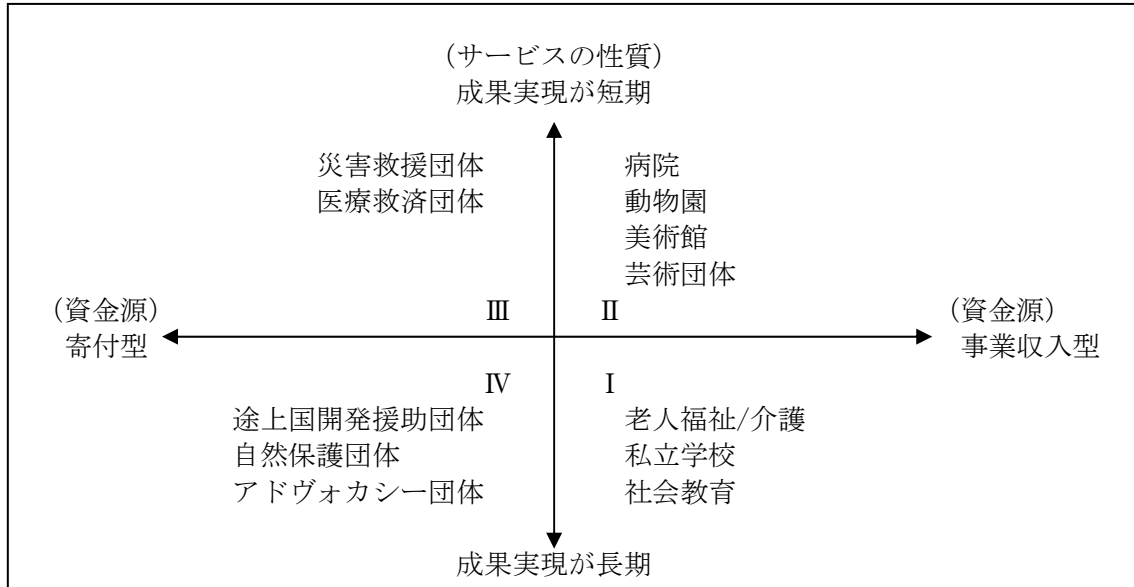 (サービスの性質)
成果実現が短期
災害救援団体
医療救済団体
病院
動物園
美術館
芸術団体
(資金源)
寄付型
Ⅲ
Ⅱ
(資金源)
事業収入型
Ⅳ
Ⅰ
途上国開発援助団体
自然保護団体
アドヴォカシー団体
老人福祉/介護
私立学校
社会教育
成果実現が長期